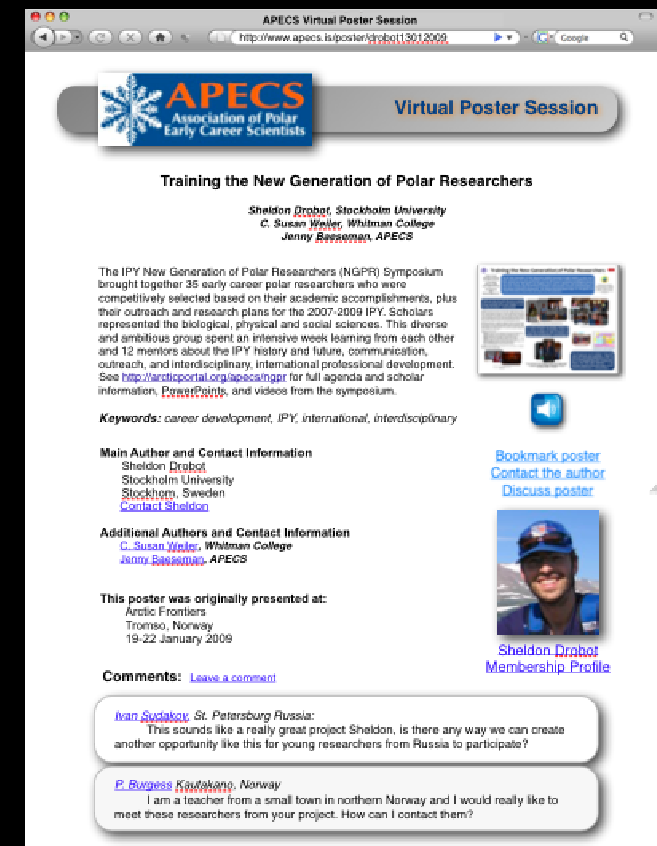 APECS Virtual Poster Session
http://www.apecs.is/poster/drobot13012009
Google
APECS
Association of Polar
Early Career Scientists
Virtual Poster Session
Training the New Generation of Polar Researchers
Sheldon Drobot, Stockholm University
C. Susan Weiler, Whitman College
Jenny Baeseman, APECS
The IPY New Generation of Polar Researchers (NGPR) Symposium
brought together 35 early career polar researchers who were
competitively selected based on their academic accomplishments, plus
their outreach and research plans for the 2007-2009 IPY. Scholars
represented the biological, physical and social sciences. This diverse
and ambitious group spent an intensive week learning from each other
and 12 mentors about the IPY history and future, communication,
outreach, and interdisciplinary, international professional development.
See http://arcticportal.org/apecs/ngpr for full agenda and scholar
information, PowerPoints, and videos from the symposium.
Keywords: career development, IPY, international, interdisciplinary
Training the New Generation of Polar Researchers
Bookmark poster
Contact the author
Discuss poster
Main Author and Contact Information
Sheldon Drobot
Stockholm University
Stockhom, Sweden
Contact Sheldon
Additional Authors and Contact Information
C. Susan Weiler, Whitman College
Jenny Baeseman, APECS
This poster was originally presented at:
Arctic Frontiers
Tromso, Norway
19-22 January 2009
Sheldon Drobot
Membership Profile
Comments: Leave a comment
Ivan Sudakov, St. Petersburg Russia:
This sounds like a really great project Sheldon, is there any way we can create
another opportunity like this for young researchers from Russia to participate?
P. Burgess Kautakano, Norway
I am a teacher from a small town in northern Norway and I would really like to
meet these researchers from your project. How can I contact them?